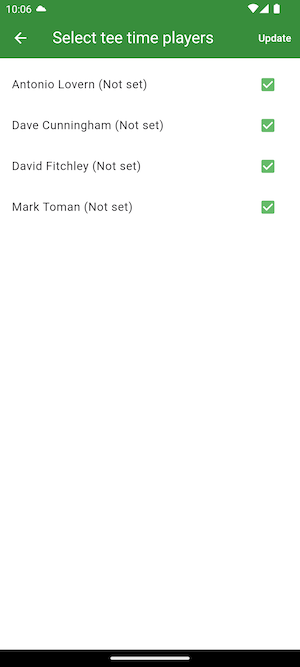 10:06
Select tee time players
Update
Antonio Lovern (Not set)
Dave Cunningham (Not set)
David Fitchley (Not set)
Mark Toman (Not set)